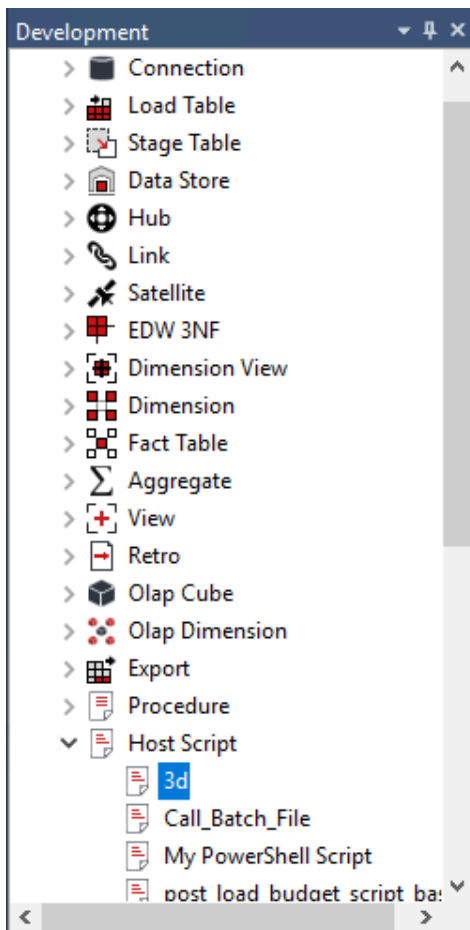 Development
Connection
Load Table
Stage Table
Data Store
Hub
Link
Satellite
EDW 3NF
Dimension View
Dimension
Fact Table
Aggregate
View
Retro
Olap Cube
Olap Dimension
Export
Procedure
Host Script
3d
Call_Batch_File
My PowerShell Script
post_load_budget_script_ba